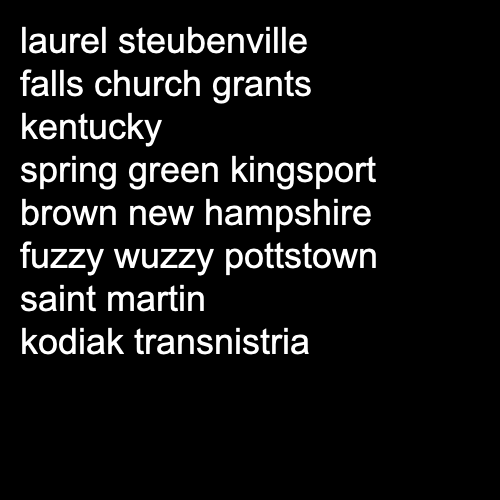 laurel steubenville
falls church grants
kentucky
spring green kingsport
brown new hampshire
fuzzy wuzzy pottstown
saint martin
kodiak transnistria